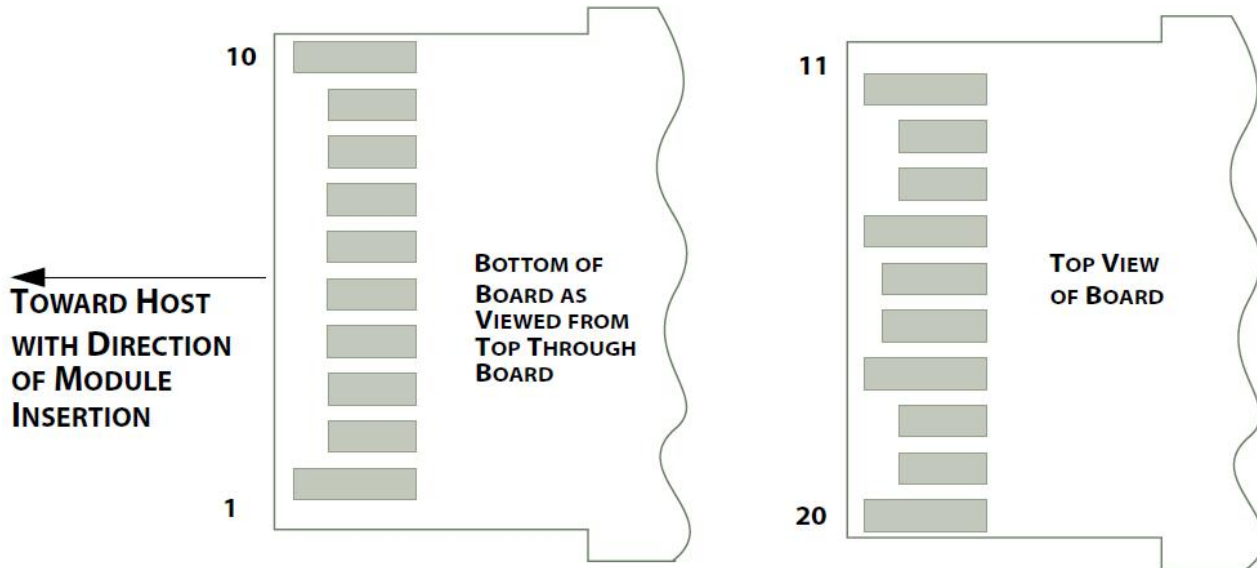 10
1
TOWARD HOST
WITH DIRECTION
OF MODULE
INSERTION
BOTTOM OF
BOARD AS
VIEWED FROM
TOP THROUGH
BOARD
11
20
TOP VIEW
OF BOARD